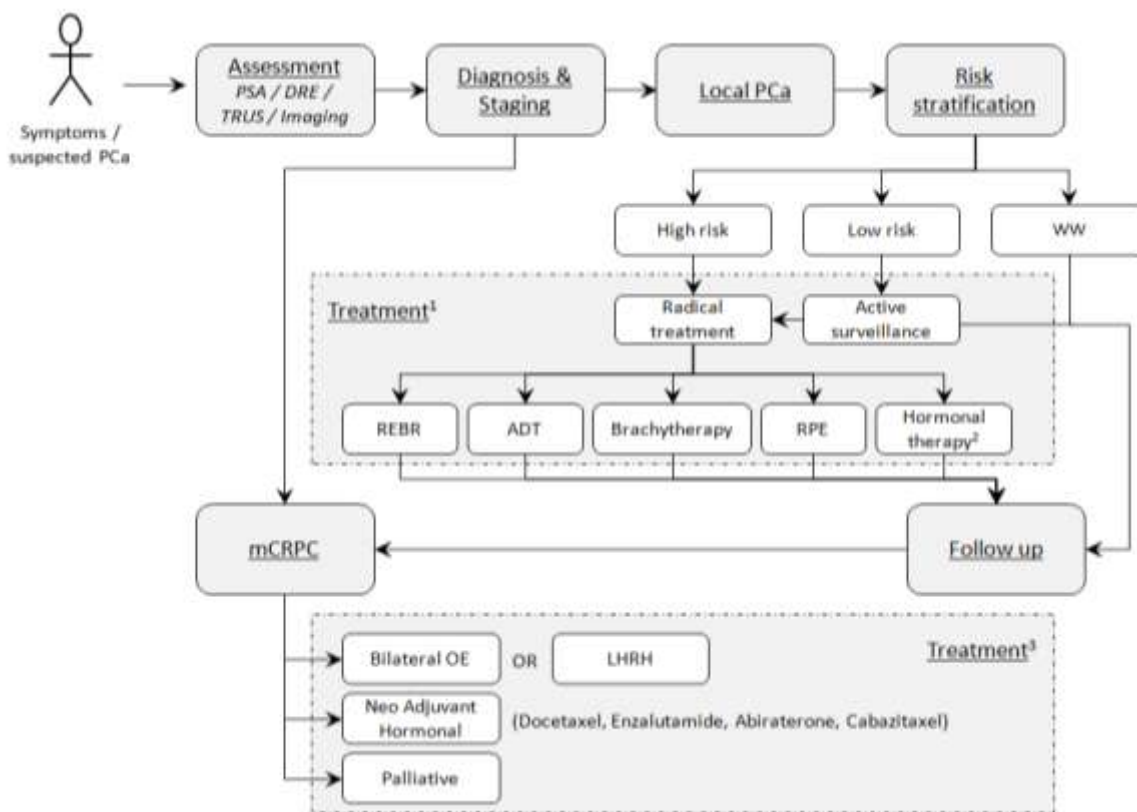 Symptoms /
suspected PCa
Assessment
PSA / DRE /
TRUS / Imaging
Diagnosis &
Staging
Local PCa
Risk
stratification
High risk
Low risk
WW
Treatment¹
Radical
treatment
Active
surveillance
REBR
ADT
Brachytherapy
RPE
Hormonal
therapy²
mCRPC
Follow up
Treatment³
Bilateral OE
OR
LHRH
Neo Adjuvant
Hormonal
(Docetaxel, Enzalutamide, Abiraterone, Cabazitaxel)
Palliative